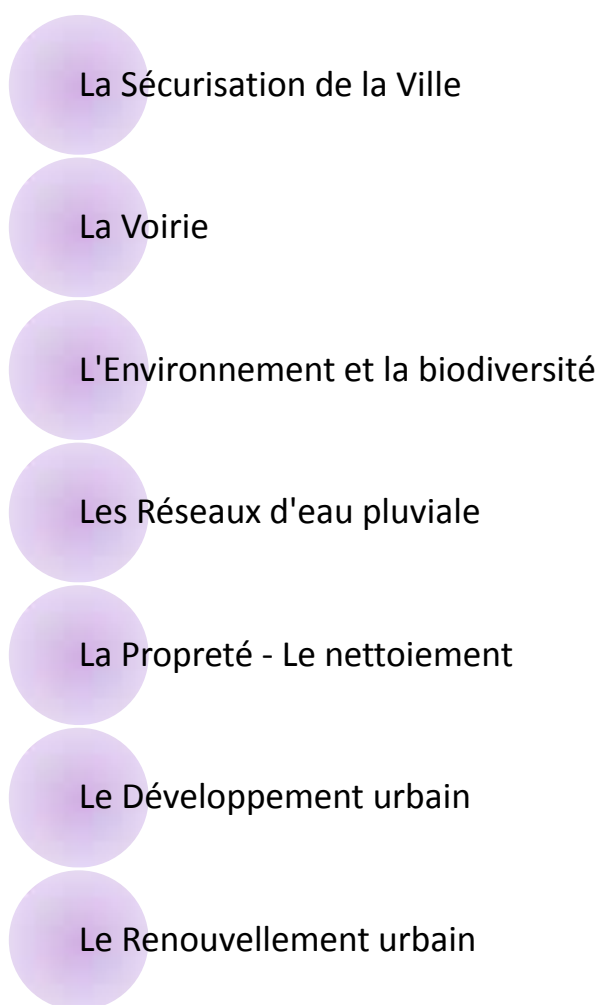 La Sécurisation de la Ville
La Voirie
L'Environnement et la biodiversité
Les Réseaux d'eau pluviale
La Propreté - Le nettoiement
Le Développement urbain
Le Renouvellement urbain